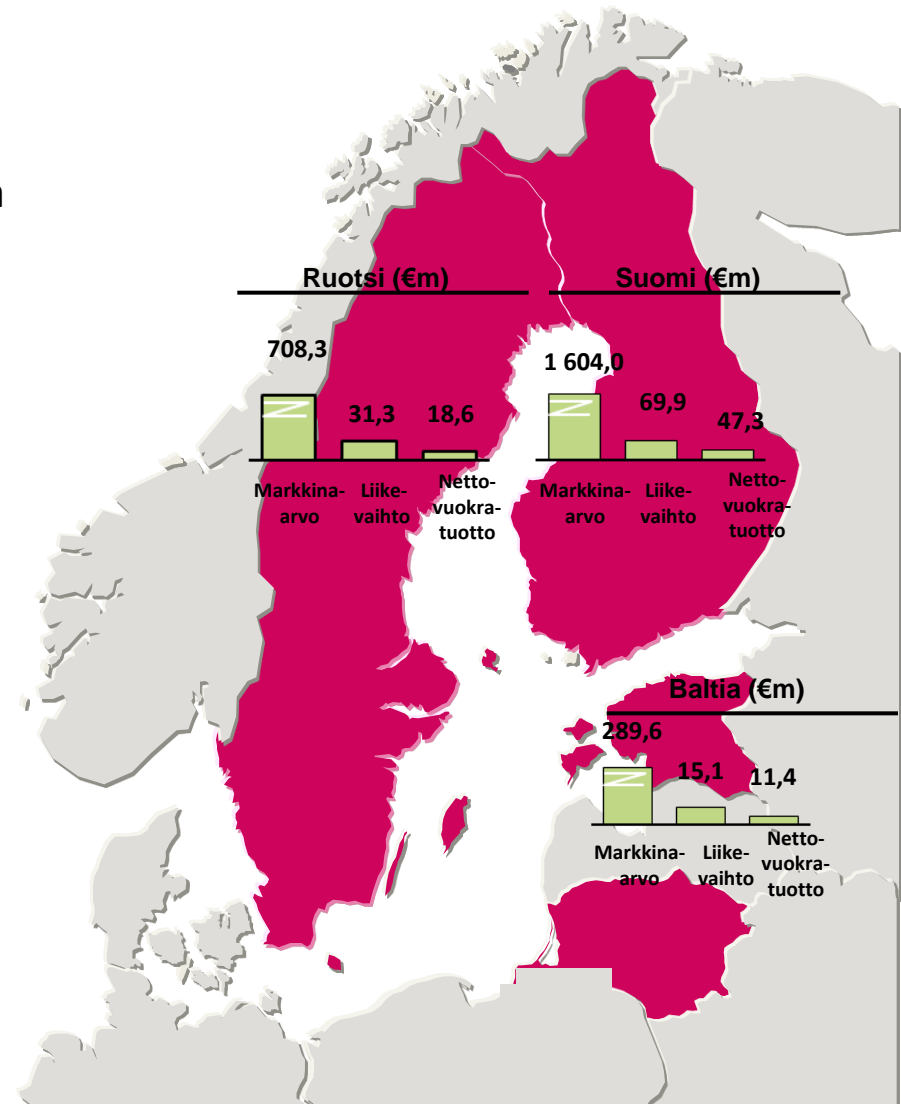 Ruotsi (€m)
708,3
31,3
18,6
Markkina-
arvo
Liike-
vaihto
Netto-
vuokra-
tuotto
Suomi (€m)
1 604,0
69,9
47,3
Markkina-
arvo
Liike-
vaihto
Netto-
vuokra-
tuotto
Baltia (€m)
289,6
15,1
11,4
Markkina-
arvo
Liike-
vaihto
Netto-
vuokra-
tuotto